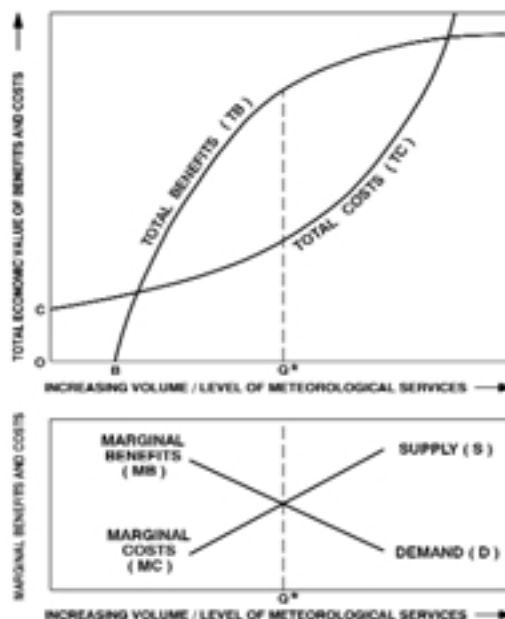 TOTAL ECONOMIC VALUE OF BENEFITS AND COSTS
TOTAL BENEFITS (TB)
TOTAL COSTS (TC)
C
O
B
Q*
INCREASING VOLUME / LEVEL OF METEOROLOGICAL SERVICES
MARGINAL BENEFITS AND COSTS
MARGINAL
BENEFITS
(MB)
SUPPLY (S)
MARGINAL
COSTS
(MC)
DEMAND (D)
Q*
INCREASING VOLUME / LEVEL OF METEOROLOGICAL SERVICES